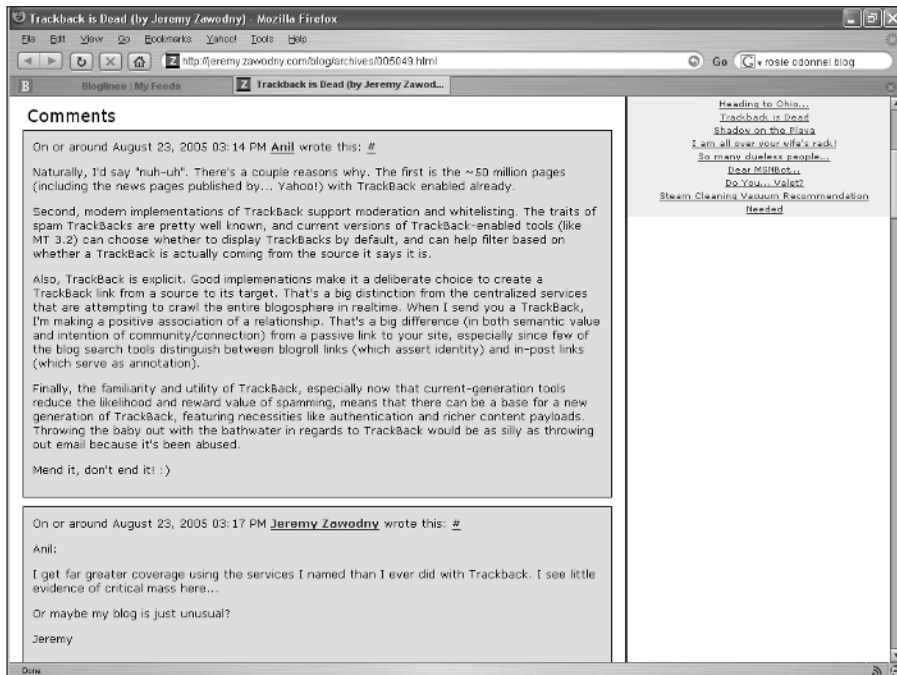 Trackback is Dead (by Jeremy Zawodny) - Mozilla Firefox
File Edit View Go Bookmarks Yahoo! Tools Help
http://jeremy.zawodny.com/blog/archives/005049.html
Go
rosie odonnel blog
Bloglines | My Feeds
Trackback is Dead (by Jeremy Zawod...
Comments
On or around August 23, 2005 03:14 PM Anil wrote this: #
Naturally, I'd say "nuh-uh". There's a couple reasons why. The first is the ~50 million pages
(including the news pages published by... Yahoo!) with TrackBack enabled already.
Second, modern implementations of TrackBack support moderation and whitelisting. The traits of
spam TrackBacks are pretty well known, and current versions of TrackBack-enabled tools (like
MT 3.2) can choose whether to display TrackBacks by default, and can help filter based on
whether a TrackBack is actually coming from the source it says it is.
Also, TrackBack is explicit. Good implemenations make it a deliberate choice to create a
TrackBack link from a source to its target. That's a big distinction from the centralized services
that are attempting to crawl the entire blogosphere in realtime. When I send you a TrackBack,
I'm making a positive association of a relationship. That's a big difference (in both semantic value
and intention of community/connection) from a passive link to your site, especially since few of
the blog search tools distinguish between blogroll links (which assert identity) and in-post links
(which serve as annotation).
Finally, the familiarity and utility of TrackBack, especially now that current-generation tools
reduce the likelihood and reward value of spamming, means that there can be a base for a new
generation of TrackBack, featuring necessities like authentication and richer content payloads.
Throwing the baby out with the bathwater in regards to TrackBack would be as silly as throwing
out email because it's been abused.
Mend it, don't end it! :)
On or around August 23, 2005 03:17 PM Jeremy Zawodny wrote this: #
Anil:
I get far greater coverage using the services I named than I ever did with Trackback. I see little
evidence of critical mass here...
Or maybe my blog is just unusual?
Jeremy
Heading to Ohio...
Trackback is Dead
Shadow on the Playa
I am all over your wife's rack!
So many clueless people...
Dear MSNBot...
Do You... Valet?
Steam Cleaning Vacuum Recommendation
Needed
Done